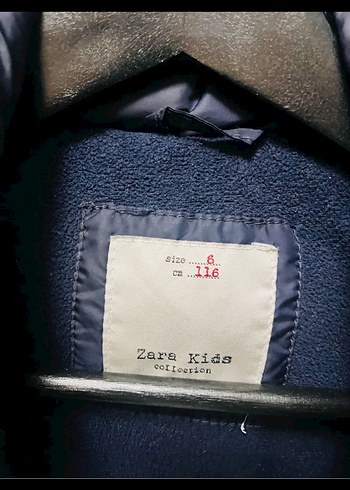 size ......6..
cm ...116
Zara Kids
collection